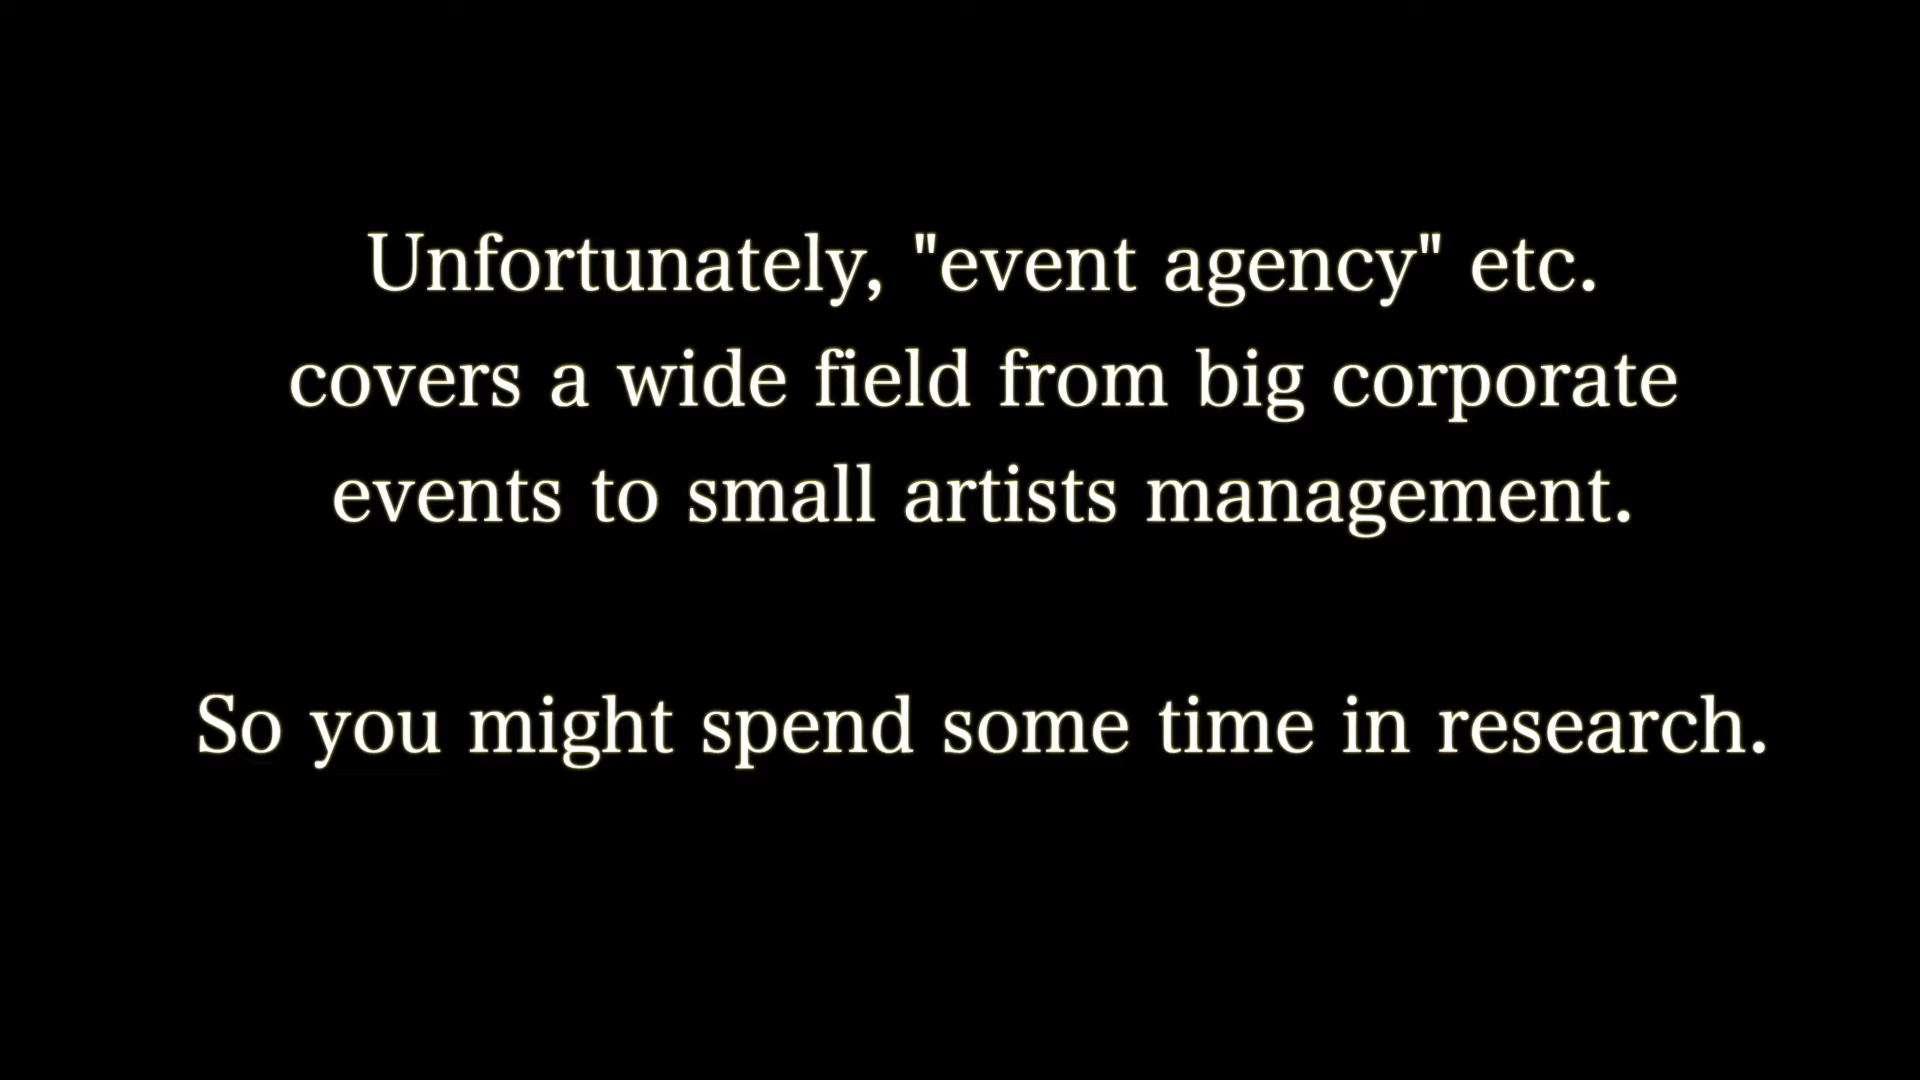 Unfortunately, "event agency" etc.
covers a wide field from big corporate
events to small artists management.
So you might spend some time in research.